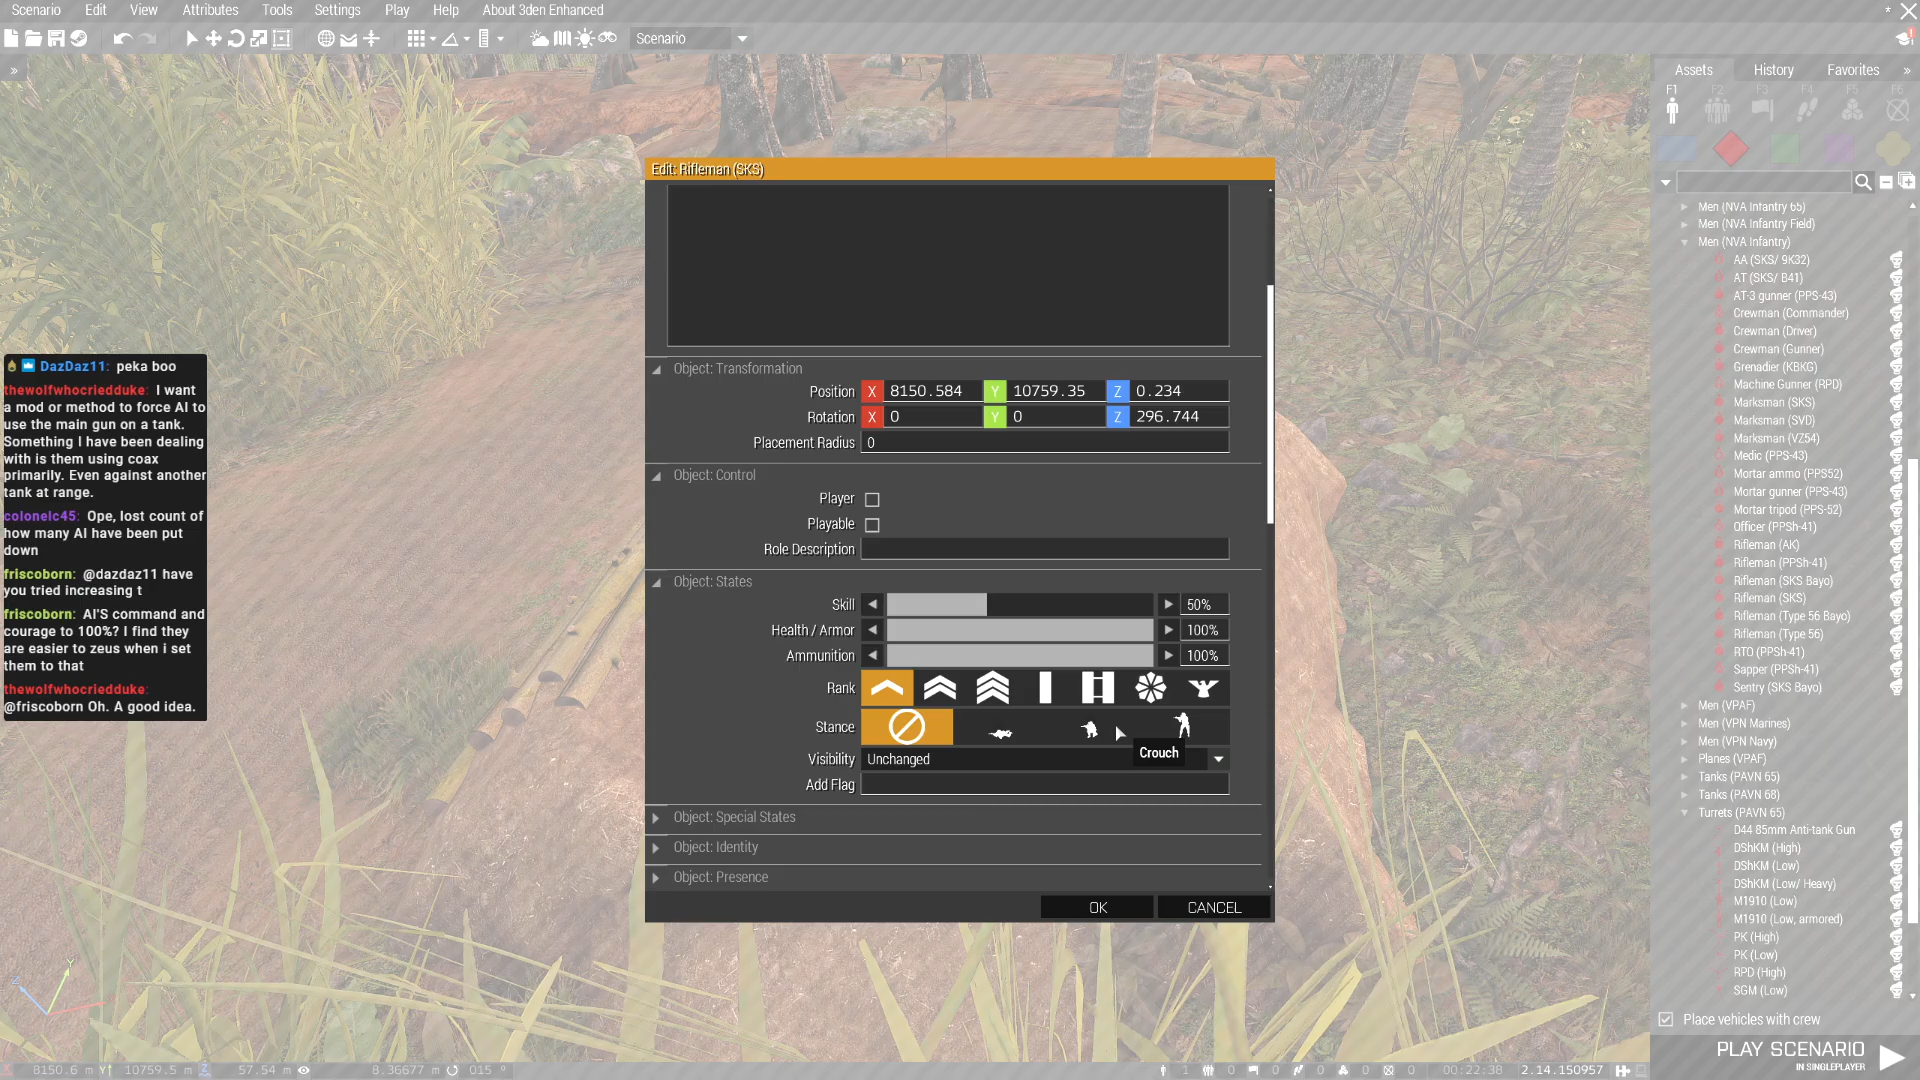 Scenario Edit View Attributes Tools Settings Play Help About 3den Enhanced
*
Scenario
Assets History Favorites »
F1 F2 F3 F4 F5 F6
»
Edit: Rifleman (SKS)
Object: Transformation
Position X 8150.584 Y 10759.35 Z 0.234
Rotation X 0 Y 0 Z 296.744
Placement Radius 0
Object: Control
Player
Playable
Role Description
Object: States
Skill 50%
Health / Armor 100%
Ammunition 100%
Rank
Stance
Crouch
Visibility Unchanged
Add Flag
Object: Special States
Object: Identity
Object: Presence
OK CANCEL
DazDaz11: peka boo
thewolfwhocriedduke: I want
a mod or method to force AI to
use the main gun on a tank.
Something I have been dealing
with is them using coax
primarily. Even against another
tank at range.
colonelc45: Ope, lost count of
how many AI have been put
down
friscoborn: @dazdaz11 have
you tried increasing t
friscoborn: AI'S command and
courage to 100%? I find they
are easier to zeus when i set
them to that
thewolfwhocriedduke:
@friscoborn Oh. A good idea.
Men (NVA Infantry 65)
Men (NVA Infantry Field)
Men (NVA Infantry)
AA (SKS/ 9K32)
AT (SKS/ B41)
AT-3 gunner (PPS-43)
Crewman (Commander)
Crewman (Driver)
Crewman (Gunner)
Grenadier (KBKG)
Machine Gunner (RPD)
Marksman (SKS)
Marksman (SVD)
Marksman (VZ54)
Medic (PPS-43)
Mortar ammo (PPS52)
Mortar gunner (PPS-43)
Mortar tripod (PPS-52)
Officer (PPSh-41)
Rifleman (AK)
Rifleman (PPSh-41)
Rifleman (SKS Bayo)
Rifleman (SKS)
Rifleman (Type 56 Bayo)
Rifleman (Type 56)
RTO (PPSh-41)
Sapper (PPSh-41)
Sentry (SKS Bayo)
Men (VPAF)
Men (VPN Marines)
Men (VPN Navy)
Planes (VPAF)
Tanks (PAVN 65)
Tanks (PAVN 68)
Turrets (PAVN 65)
D44 85mm Anti-tank Gun
DShKM (High)
DShKM (Low)
DShKM (Low/ Heavy)
M1910 (Low)
M1910 (Low, armored)
PK (High)
PK (Low)
RPD (High)
SGM (Low)
Place vehicles with crew
PLAY SCENARIO
IN SINGLEPLAYER
X 8150.6 m Y 10759.5 m Z 57.54 m 8.36677 m 015 ° 1 0 0 0 0 0 00:22:38 2.14.150957
Z Y